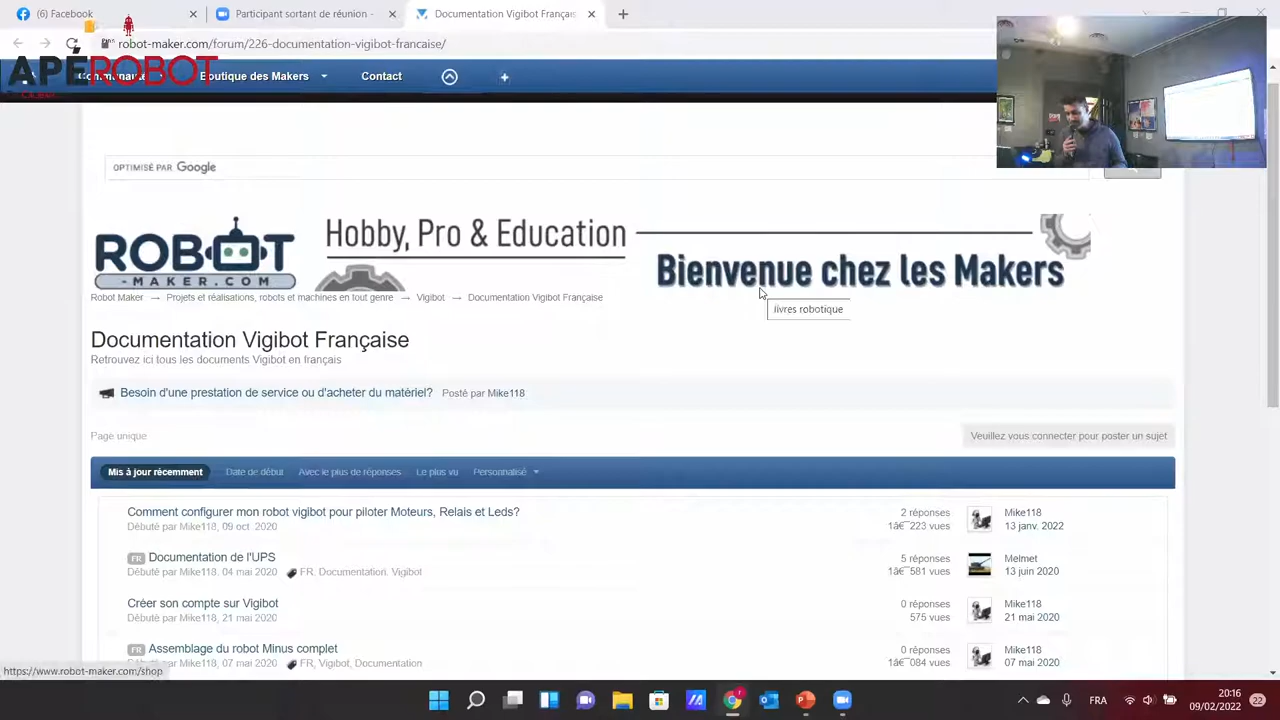 (6) Facebook
Participant sortant de réunion -
Documentation Vigibot Françai
robot-maker.com/forum/226-documentation-vigibot-francaise/
APÉROBOT
Boutique des Makers
Contact
OPTIMISÉ PAR Google
ROBOT
-MAKER.COM-
Hobby, Pro & Education
Bienvenue chez les Makers
livres robotique
Robot Maker → Projets et réalisations, robots et machines en tout genre → Vigibot → Documentation Vigibot Française
Documentation Vigibot Française
Retrouvez ici tous les documents Vigibot en français
Besoin d'une prestation de service ou d'acheter du matériel? Posté par Mike118
Page unique
Veuillez vous connecter pour poster un sujet
Mis à jour récemment Date de début Avec le plus de réponses Le plus vu Personnalisé
Comment configurer mon robot vigibot pour piloter Moteurs, Relais et Leds?
Débuté par Mike118, 09 oct. 2020
2 réponses
1â€¯223 vues
Mike118
13 janv. 2022
FR Documentation de l'UPS
Débuté par Mike118, 04 mai 2020 FR, Documentation, Vigibot
5 réponses
1â€¯581 vues
Melmet
13 juin 2020
Créer son compte sur Vigibot
Débuté par Mike118, 21 mai 2020
0 réponses
575 vues
Mike118
21 mai 2020
FR Assemblage du robot Minus complet
Débuté par Mike118, 07 mai 2020 FR, Vigibot, Documentation
0 réponses
1â€¯084 vues
Mike118
07 mai 2020
https://www.robot-maker.com/shop
FRA
20:16
09/02/2022
22